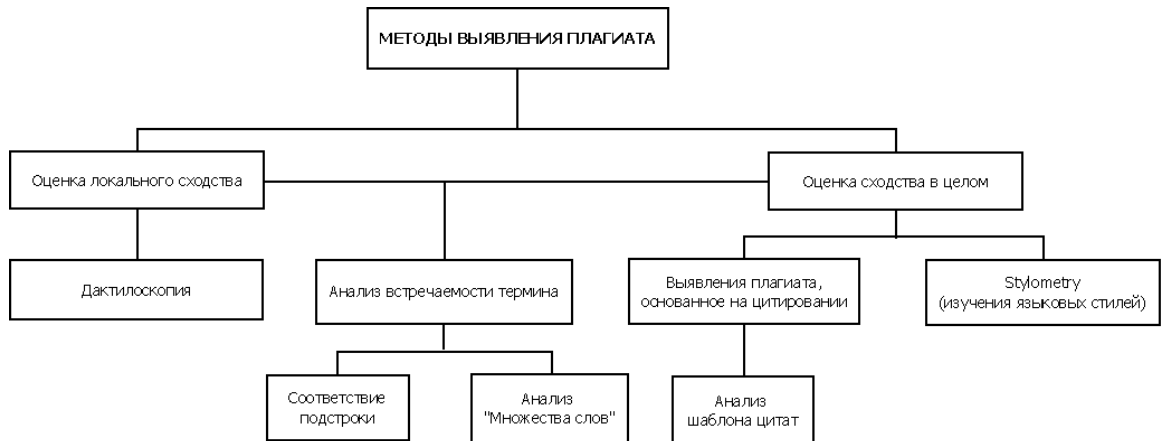 МЕТОДЫ ВЫЯВЛЕНИЯ ПЛАГИАТА
Оценка локального сходства
Оценка сходства в целом
Дактилоскопия
Анализ встречаемости термина
Выявления плагиата,
основанное на цитировании
Stylometry
(изучения языковых стилей)
Соответствие
подстроки
Анализ
"Множества слов"
Анализ
шаблона цитат